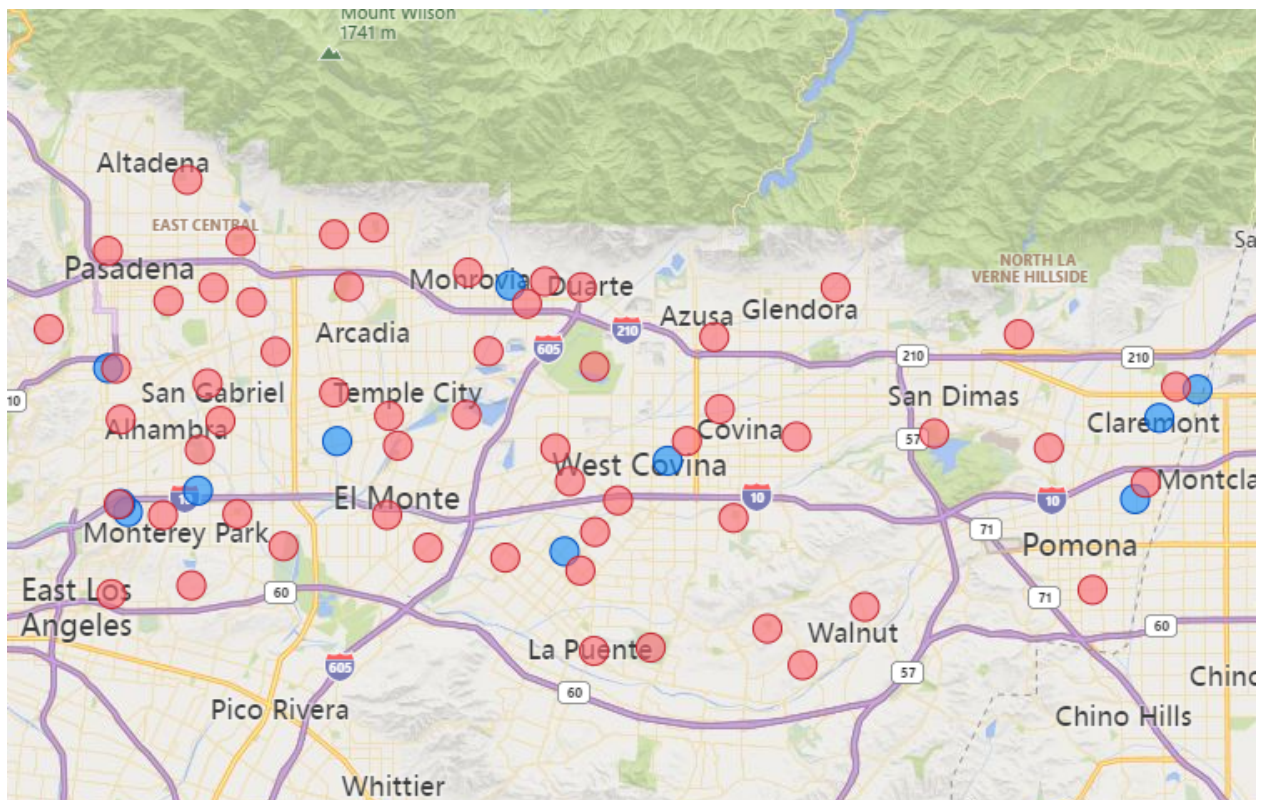 Mount Wilson
1741 m
Altadena
EAST CENTRAL
Sa
Pasadena
NORTH LA
VERNE HILLSIDE
Monrovia
Duarte
Azusa
Glendora
Arcadia
605
210
210
210
10
San Gabriel
Temple City
San Dimas
Alhambra
Covina
57
Claremont
West Covina
Montcla
10
El Monte
10
10
Monterey Park
71
Pomona
East Los
Angeles
60
71
60
La Puente
Walnut
605
60
57
Chino
Pico Rivera
Chino Hills
Whittier